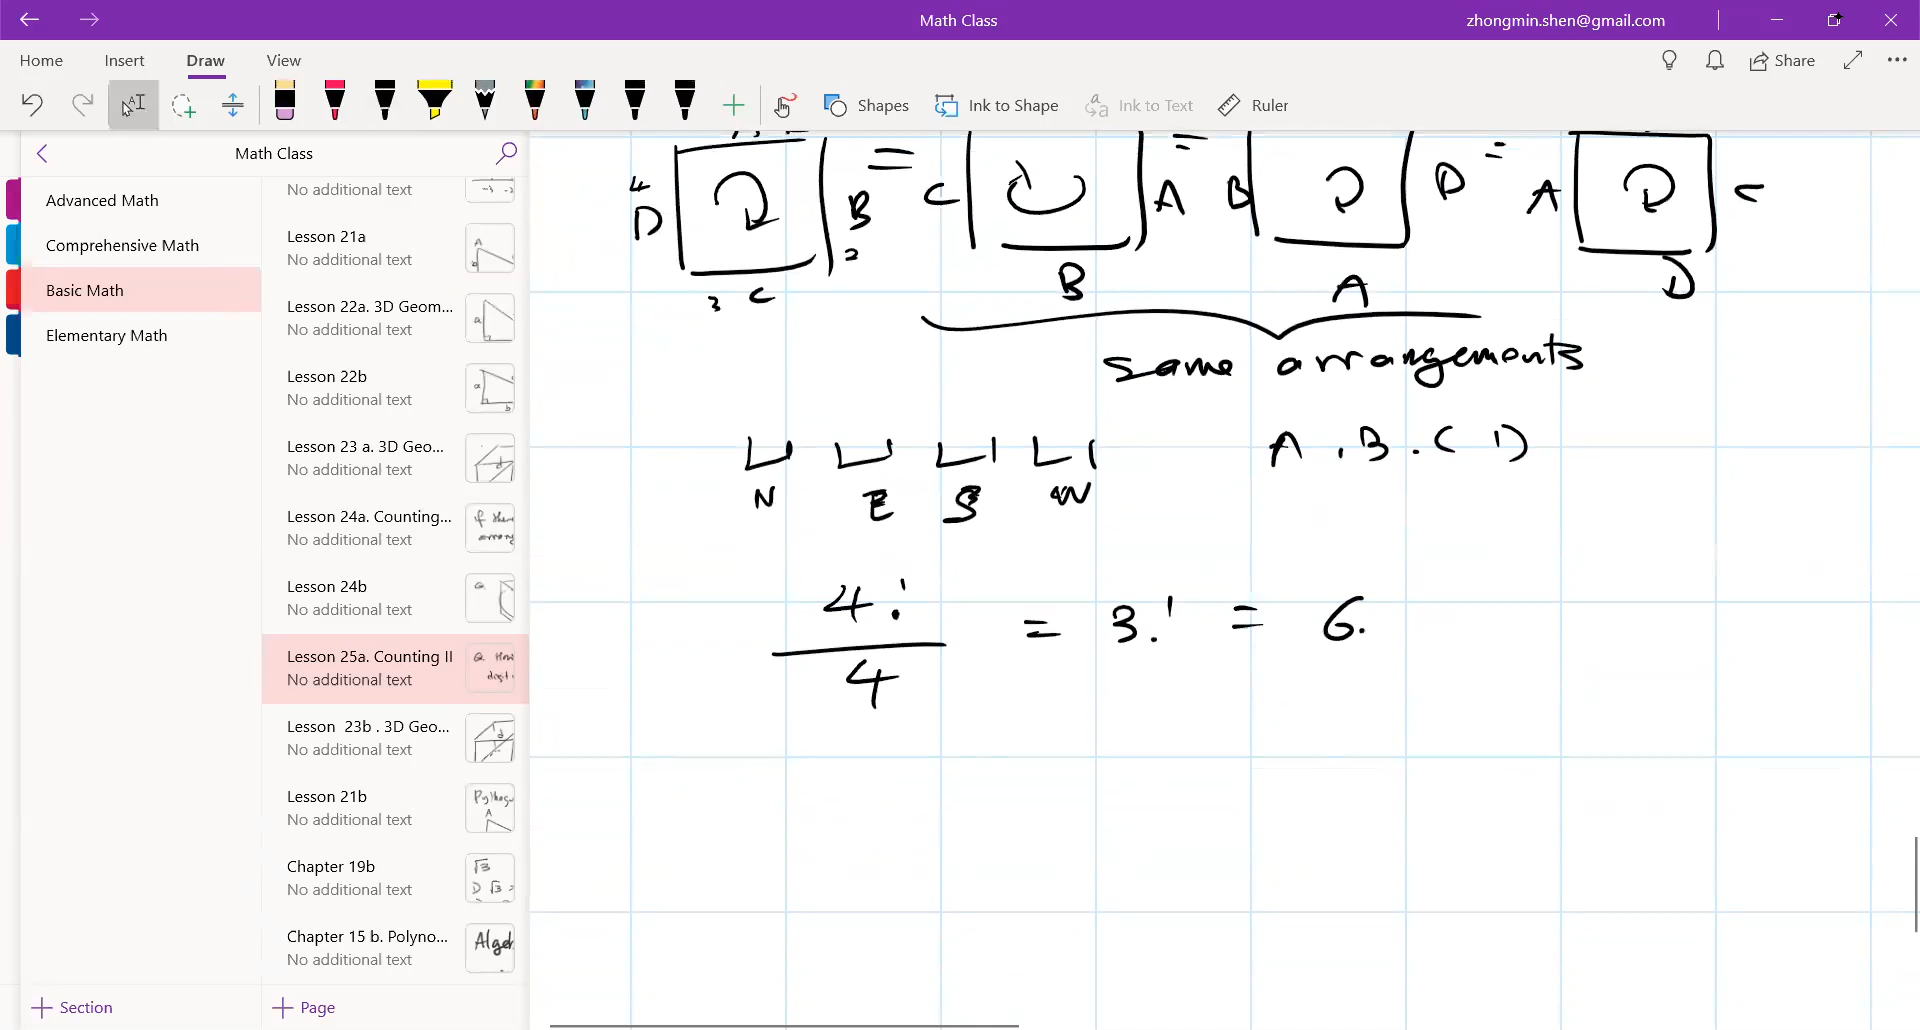 Math Class
zhongmin.shen@gmail.com
Home Insert Draw View
Share
Shapes Ink to Shape Ink to Text Ruler
Math Class
Advanced Math
Comprehensive Math
Basic Math
Elementary Math
No additional text
Lesson 21a
No additional text
Lesson 22a. 3D Geom...
No additional text
Lesson 22b
No additional text
Lesson 23 a. 3D Geo...
No additional text
Lesson 24a. Counting...
No additional text
Lesson 24b
No additional text
Lesson 25a. Counting II
No additional text
Lesson 23b . 3D Geo...
No additional text
Lesson 21b
No additional text
Chapter 19b
No additional text
Chapter 15 b. Polyno...
No additional text
Section
Page
4 D B 2 = C A = B D = A C
3 C B A D
same arrangements
A . B . C D
N E S W
4! / 4 = 3! = 6.